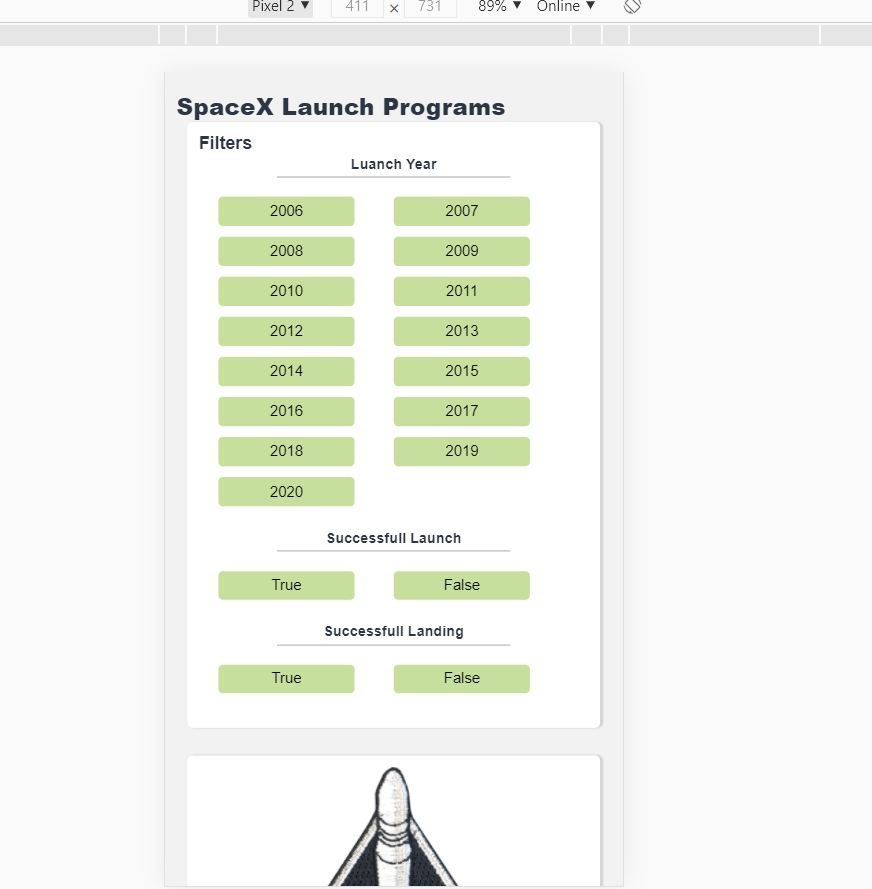 Pixel 2 ▼ 411 × 731 89% ▼ Online ▼
SpaceX Launch Programs
Filters
Luanch Year
2006 2007
2008 2009
2010 2011
2012 2013
2014 2015
2016 2017
2018 2019
2020
Successfull Launch
True False
Successfull Landing
True False